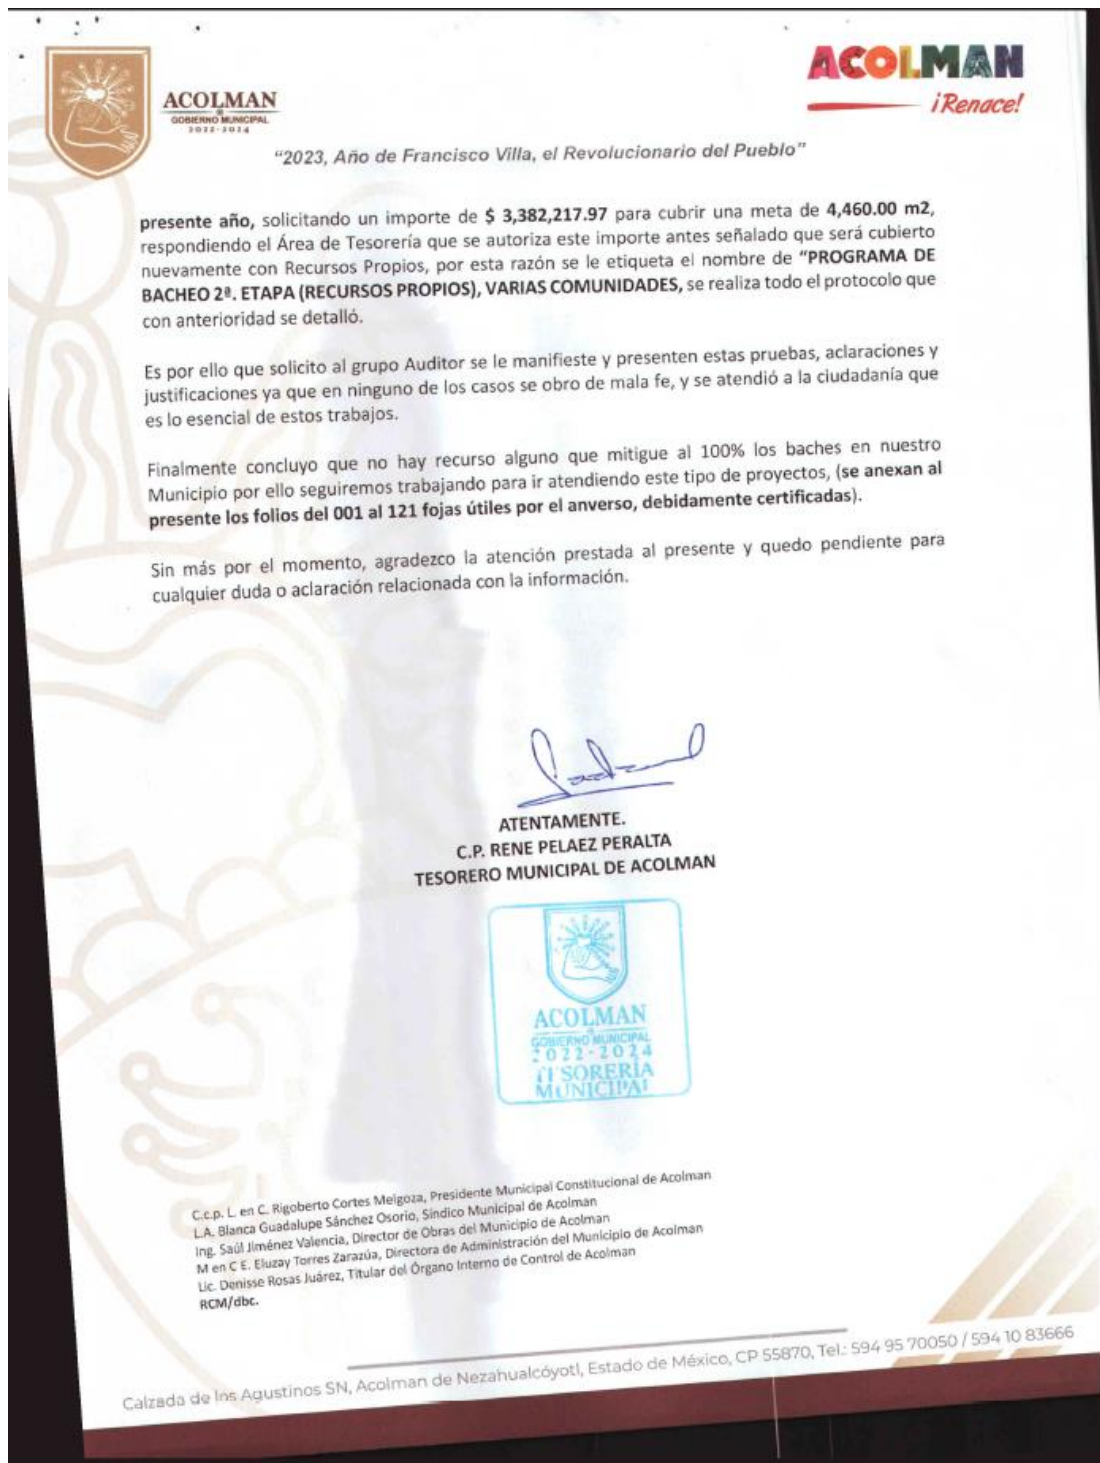 ACOLMAN
GOBIERNO MUNICIPAL
2022-2024
ACOLMAN
¡Renace!
“2023, Año de Francisco Villa, el Revolucionario del Pueblo”
presente año, solicitando un importe de $ 3,382,217.97 para cubrir una meta de 4,460.00 m2,
respondiendo el Área de Tesorería que se autoriza este importe antes señalado que será cubierto
nuevamente con Recursos Propios, por esta razón se le etiqueta el nombre de “PROGRAMA DE
BACHEO 2ª. ETAPA (RECURSOS PROPIOS), VARIAS COMUNIDADES, se realiza todo el protocolo que
con anterioridad se detalló.
Es por ello que solicito al grupo Auditor se le manifieste y presenten estas pruebas, aclaraciones y
justificaciones ya que en ninguno de los casos se obro de mala fe, y se atendió a la ciudadanía que
es lo esencial de estos trabajos.
Finalmente concluyo que no hay recurso alguno que mitigue al 100% los baches en nuestro
Municipio por ello seguiremos trabajando para ir atendiendo este tipo de proyectos, (se anexan al
presente los folios del 001 al 121 fojas útiles por el anverso, debidamente certificadas).
Sin más por el momento, agradezco la atención prestada al presente y quedo pendiente para
cualquier duda o aclaración relacionada con la información.
ATENTAMENTE.
C.P. RENE PELAEZ PERALTA
TESORERO MUNICIPAL DE ACOLMAN
ACOLMAN
GOBIERNO MUNICIPAL
2022-2024
TESORERÍA
MUNICIPAL
C.c.p. L. en C. Rigoberto Cortes Melgoza, Presidente Municipal Constitucional de Acolman
L.A. Blanca Guadalupe Sánchez Osorio, Síndico Municipal de Acolman
Ing. Saúl Jiménez Valencia, Director de Obras del Municipio de Acolman
M en C E. Eluzay Torres Zarazúa, Directora de Administración del Municipio de Acolman
Lic. Denisse Rosas Juárez, Titular del Órgano Interno de Control de Acolman
RCM/dbc.
Calzada de los Agustinos SN, Acolman de Nezahualcóyotl, Estado de México, CP 55870, Tel.: 594 95 70050 / 594 10 83666